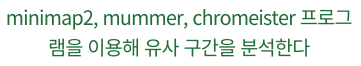 minimap2, mummer, chromeister 프로그
램을 이용해 유사 구간을 분석한다